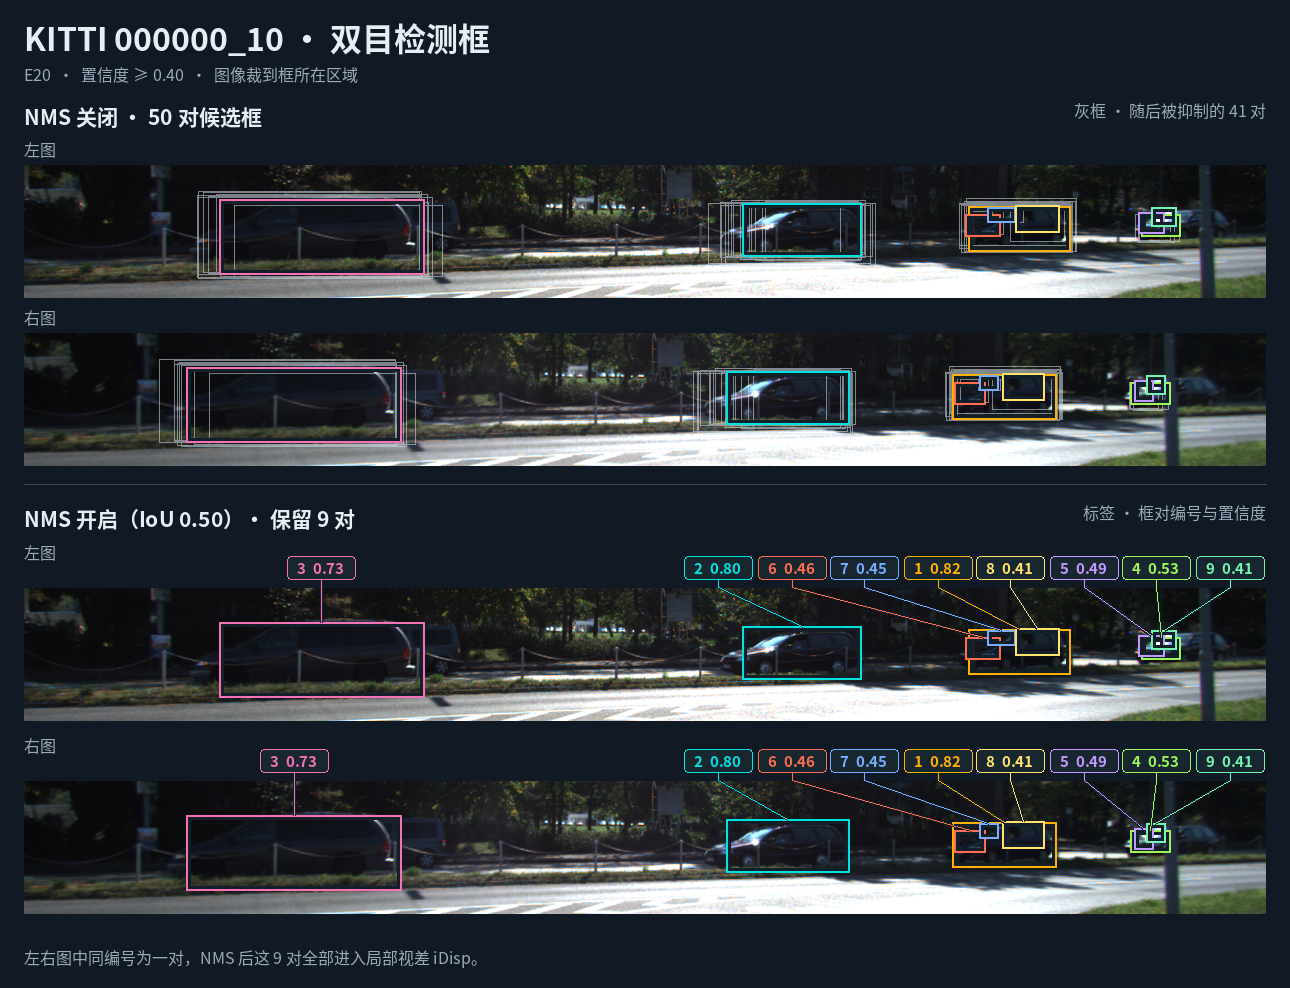 KITTI 000000_10 · 双目检测框
E20 · 置信度 ≥ 0.40 · 图像裁到框所在区域
NMS 关闭 · 50 对候选框
灰框 · 随后被抑制的 41 对
左图
右图
NMS 开启（IoU 0.50） · 保留 9 对
标签 · 框对编号与置信度
左图
3 0.73
2 0.80
6 0.46
7 0.45
1 0.82
8 0.41
5 0.49
4 0.53
9 0.41
右图
3 0.73
2 0.80
6 0.46
7 0.45
1 0.82
8 0.41
5 0.49
4 0.53
9 0.41
左右图中同编号为一对，NMS 后这 9 对全部进入局部视差 iDisp。